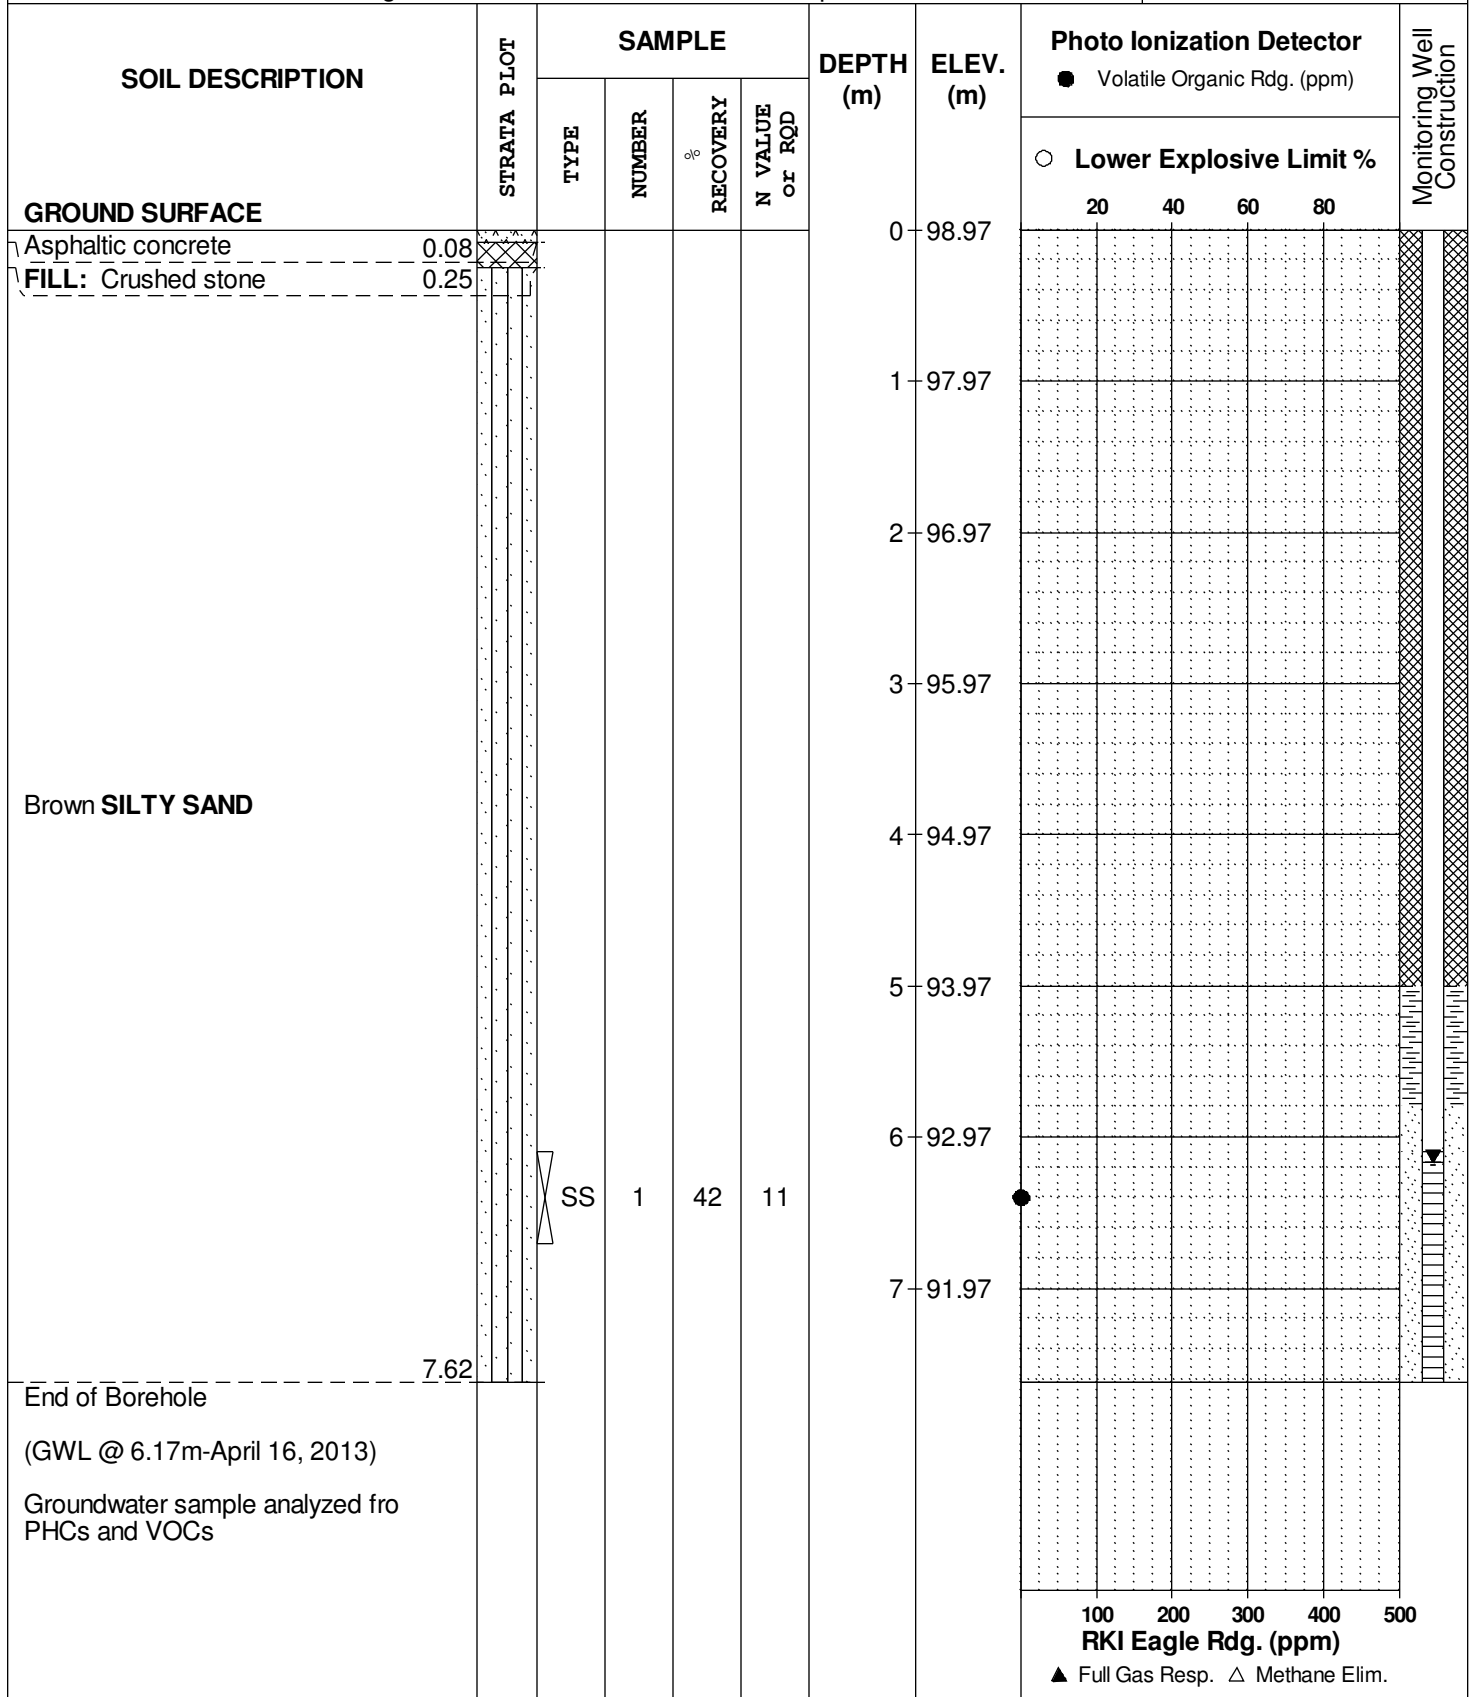 SOIL DESCRIPTION
GROUND SURFACE
STRATA PLOT
SAMPLE
TYPE
NUMBER
%
RECOVERY
N VALUE
or RQD
DEPTH
(m)
ELEV.
(m)
Photo Ionization Detector
● Volatile Organic Rdg. (ppm)
○ Lower Explosive Limit %
20 40 60 80
Monitoring Well
Construction
Asphaltic concrete 0.08
FILL: Crushed stone 0.25
0 98.97
1 97.97
2 96.97
3 95.97
Brown SILTY SAND
4 94.97
5 93.97
6 92.97
SS 1 42 11
7 91.97
7.62
End of Borehole
(GWL @ 6.17m-April 16, 2013)
Groundwater sample analyzed fro
PHCs and VOCs
100 200 300 400 500
RKI Eagle Rdg. (ppm)
▲ Full Gas Resp. △ Methane Elim.